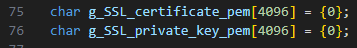 75 char g_SSL_certificate_pem[4096] = {0};
76 char g_SSL_private_key_pem[4096] = {0};